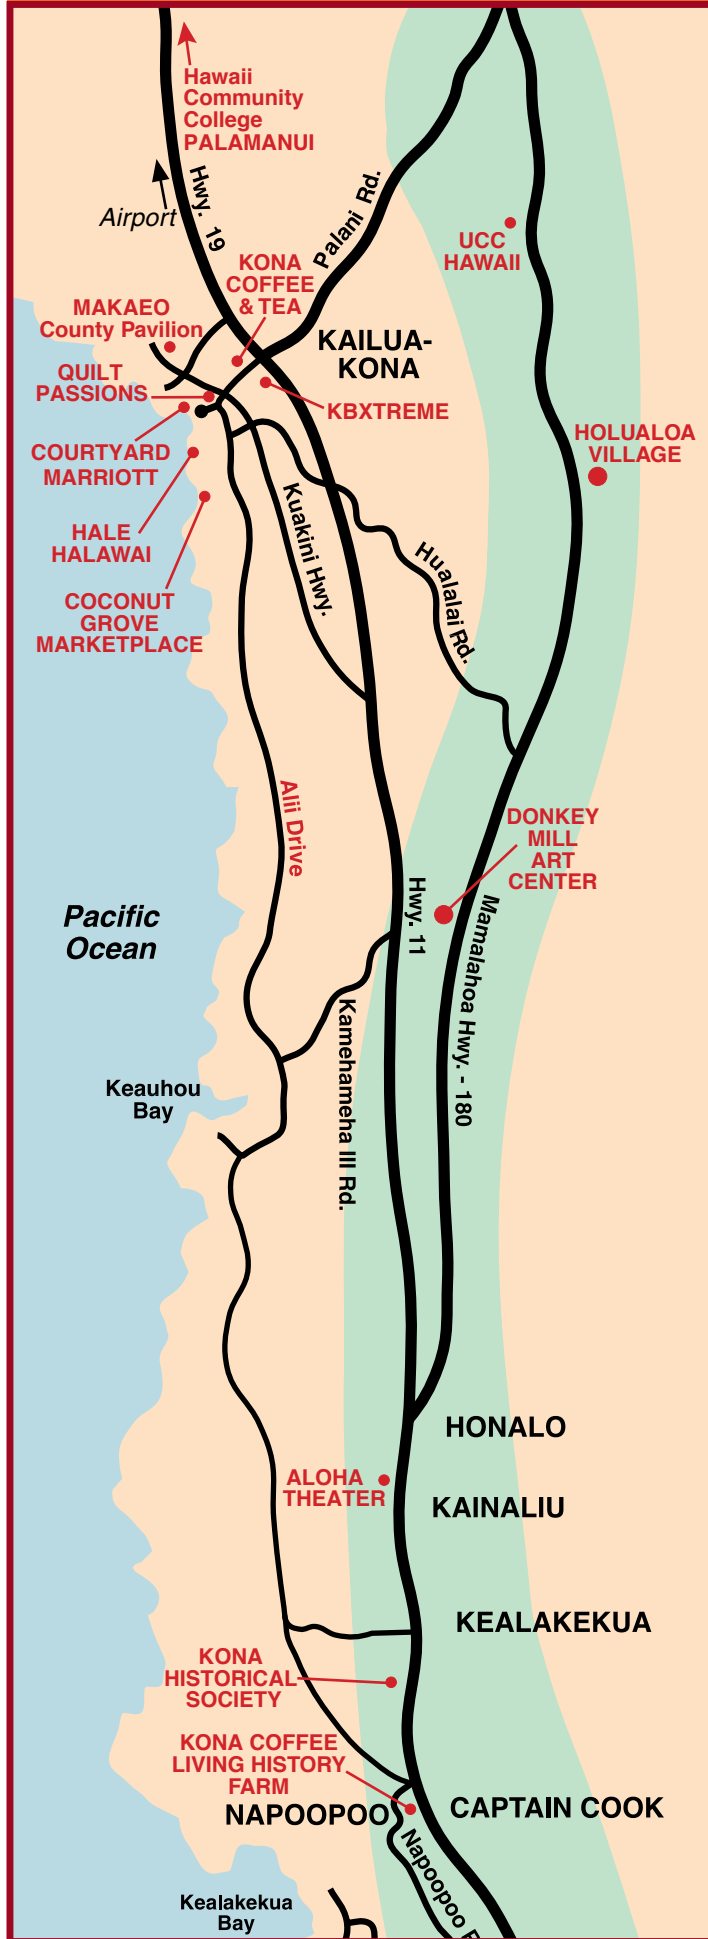 Hawaii
Community
College
PALAMANUI
Airport
Hwy. 19
Palani Rd.
UCC
HAWAII
KONA
COFFEE
& TEA
MAKAEO
County Pavilion
KAILUA-
KONA
QUILT
PASSIONS
KBXTREME
HOLUALOA
VILLAGE
COURTYARD
MARRIOTT
Kuakini Hwy.
HALE
HALAWAI
Hualalai Rd.
COCONUT
GROVE
MARKETPLACE
Alii Drive
DONKEY
MILL
ART
CENTER
Hwy. 11
Mamalahoa Hwy. - 180
Pacific
Ocean
Kamehameha III Rd.
Keauhou
Bay
HONALO
ALOHA
THEATER
KAINALIU
KEALAKEKUA
KONA
HISTORICAL
SOCIETY
KONA COFFEE
LIVING HISTORY
FARM
NAPOOPOO
CAPTAIN COOK
Napoopoo
Kealakekua
Bay